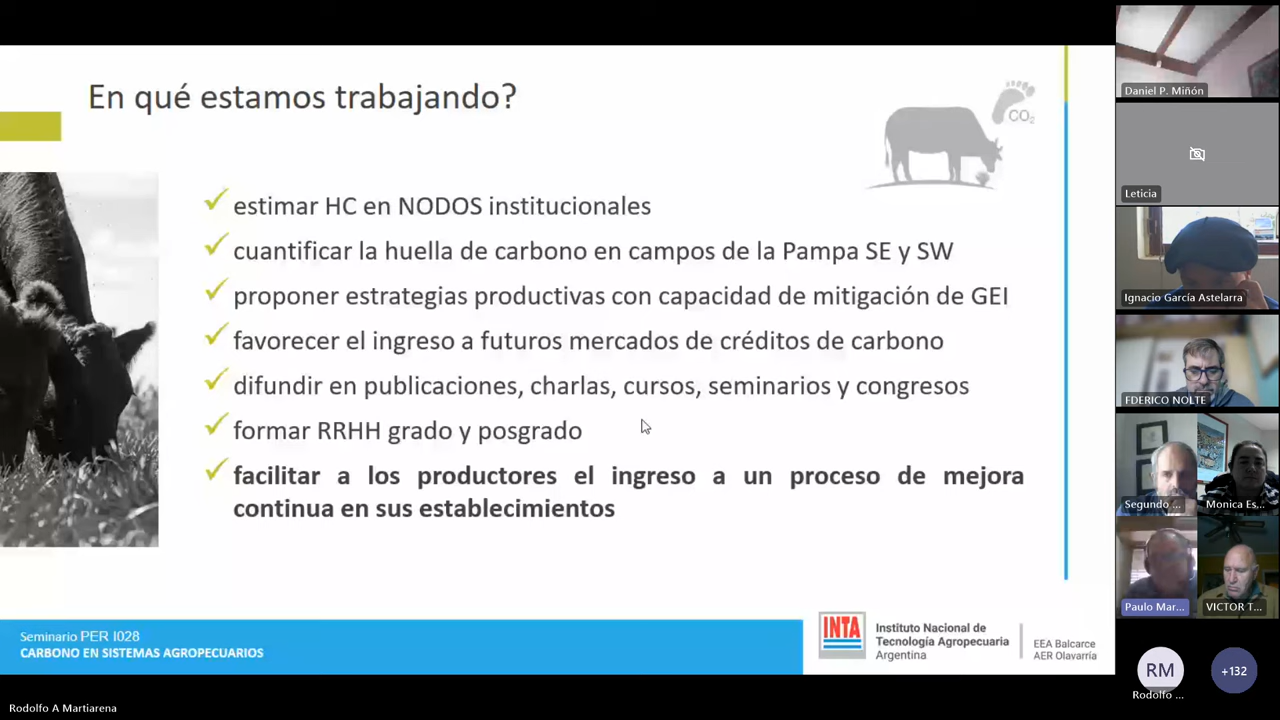 En qué estamos trabajando?
CO₂
estimar HC en NODOS institucionales
cuantificar la huella de carbono en campos de la Pampa SE y SW
proponer estrategias productivas con capacidad de mitigación de GEI
favorecer el ingreso a futuros mercados de créditos de carbono
difundir en publicaciones, charlas, cursos, seminarios y congresos
formar RRHH grado y posgrado
facilitar a los productores el ingreso a un proceso de mejora
continua en sus establecimientos
Seminario PER I028
CARBONO EN SISTEMAS AGROPECUARIOS
INTA
Instituto Nacional de
Tecnología Agropecuaria
Argentina
EEA Balcarce
AER Olavarría
Rodolfo A Martiarena
Daniel P. Miñón
Leticia
Ignacio García Astelarra
FDERICO NOLTE
Segundo ...
Monica Es...
Paulo Mar...
VICTOR T...
RM
Rodolfo ...
+132